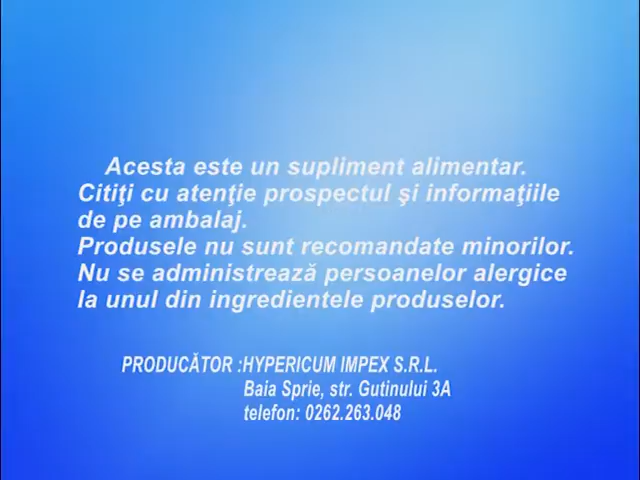 Acesta este un supliment alimentar.
Citiţi cu atenţie prospectul şi informaţiile
de pe ambalaj.
Produsele nu sunt recomandate minorilor.
Nu se administrează persoanelor alergice
la unul din ingredientele produselor.
PRODUCĂTOR :HYPERICUM IMPEX S.R.L.
Baia Sprie, str. Gutinului 3A
telefon: 0262.263.048